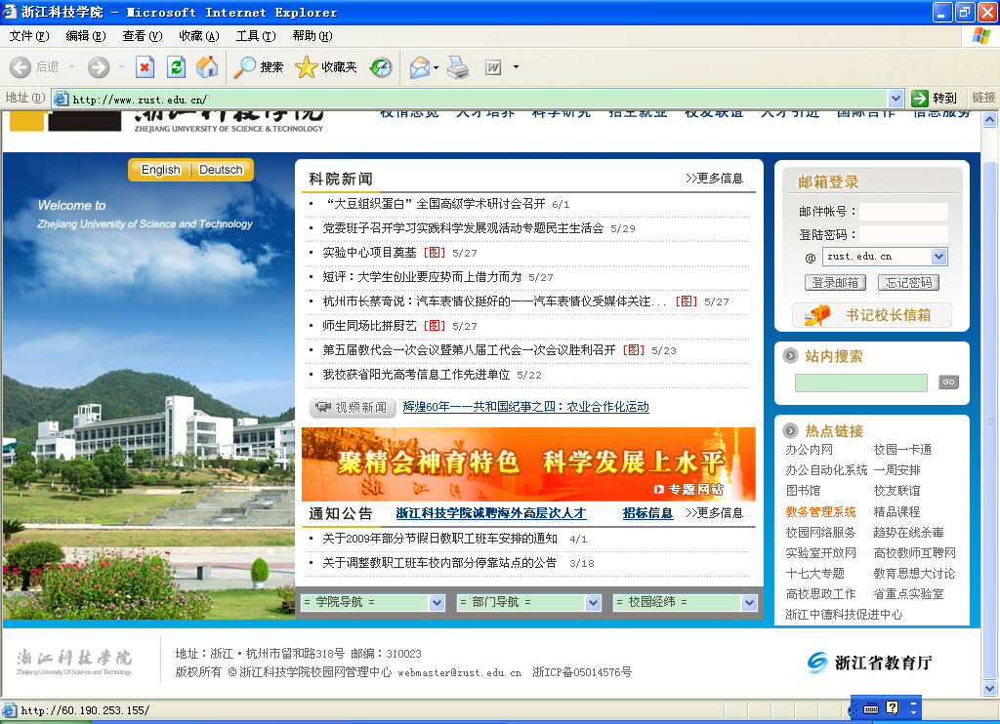 浙江科技学院 - Microsoft Internet Explorer
文件(F) 编辑(E) 查看(V) 收藏(A) 工具(T) 帮助(H)
后退 搜索 收藏夹
地址(D) http://www.zust.edu.cn/ 转到 链接
浙江科技学院 校情总览 人才培养 科学研究 招生就业 校友联谊 人才引进 国际合作 信息服务
ZHEJIANG UNIVERSITY OF SCIENCE & TECHNOLOGY
English | Deutsch
Welcome to
Zhejiang University of Science and Technology
科院新闻 >>更多信息
“大豆组织蛋白”全国高级学术研讨会召开 6/1
党委班子召开学习实践科学发展观活动专题民主生活会 5/29
实验中心项目奠基 [图] 5/27
短评：大学生创业要应势而上借力而为 5/27
杭州市长蔡奇说：汽车表情仪挺好的——汽车表情仪受媒体关注... [图] 5/27
师生同场比拼厨艺 [图] 5/27
第五届教代会一次会议暨第八届工代会一次会议胜利召开 [图] 5/23
我校获省阳光高考信息工作先进单位 5/22
视频新闻 辉煌60年——共和国纪事之四：农业合作化运动
聚精会神育特色 科学发展上水平
专题网站
通知公告 浙江科技学院诚聘海外高层次人才 招标信息 >>更多信息
关于2009年部分节假日教职工班车安排的通知 4/1
关于调整教职工班车校内部分停靠站点的公告 3/18
= 学院导航 = = 部门导航 = = 校园经纬 =
邮箱登录
邮件帐号：
登陆密码：
@ zust.edu.cn
登录邮箱 忘记密码
书记校长信箱
站内搜索
GO
热点链接
办公内网 校园一卡通
办公自动化系统 一周安排
图书馆 校友联谊
教务管理系统 精品课程
校园网络服务 趋势在线杀毒
实验室开放网 高校教师互聘网
十七大专题 教育思想大讨论
高校思政工作 省重点实验室
浙江中德科技促进中心
浙江科技学院
Zhejiang University Of Science and Technology
地址：浙江·杭州市留和路318号 邮编：310023
版权所有 ©浙江科技学院校园网管理中心 webmaster@zust.edu.cn 浙ICP备05014576号
浙江省教育厅
http://60.190.253.155/